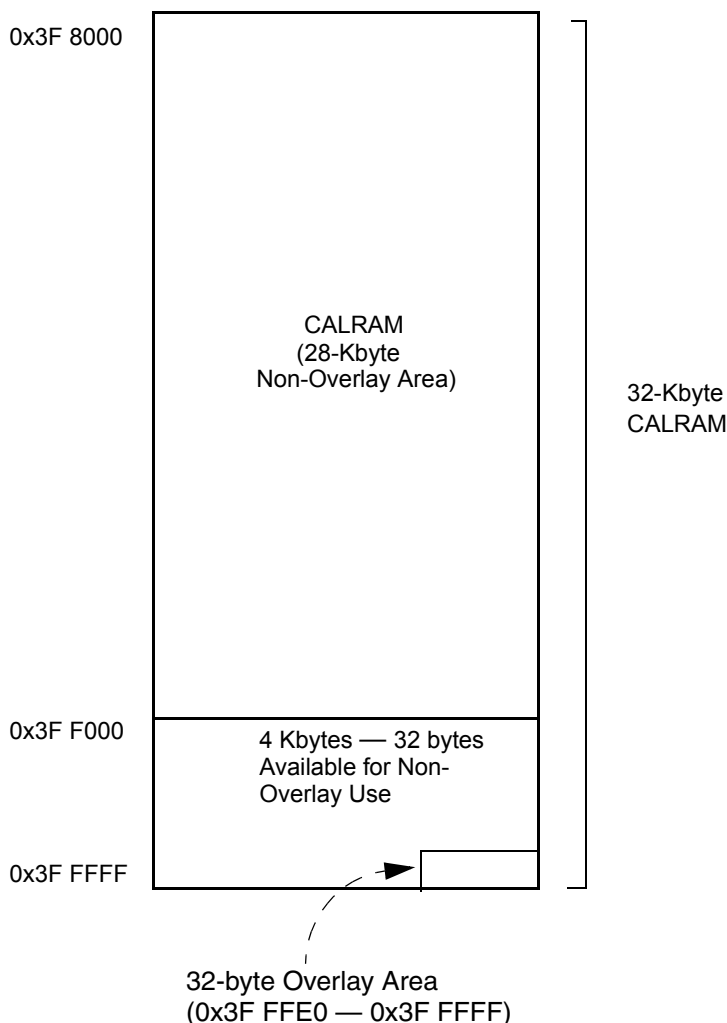 0x3F 8000
CALRAM
(28-Kbyte
Non-Overlay Area)
32-Kbyte
CALRAM
0x3F F000
4 Kbytes — 32 bytes
Available for Non-
Overlay Use
0x3F FFFF
32-byte Overlay Area
(0x3F FFE0 — 0x3F FFFF)